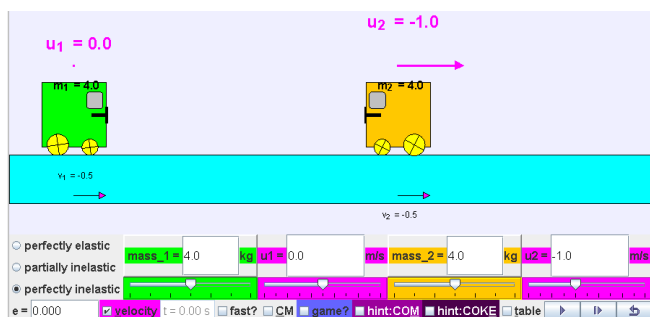 u2 = -1.0
u1 = 0.0
m1 = 4.0
m2 = 4.0
v1 = -0.5
v2 = -0.5
perfectly elastic
partially inelastic
perfectly inelastic
mass_1 = 4.0 kg u1 = 0.0 m/s mass_2 = 4.0 kg u2 = -1.0 m/s
e = 0.000 velocity t = 0.00 s fast? CM game? hint:COM hint:COKE table